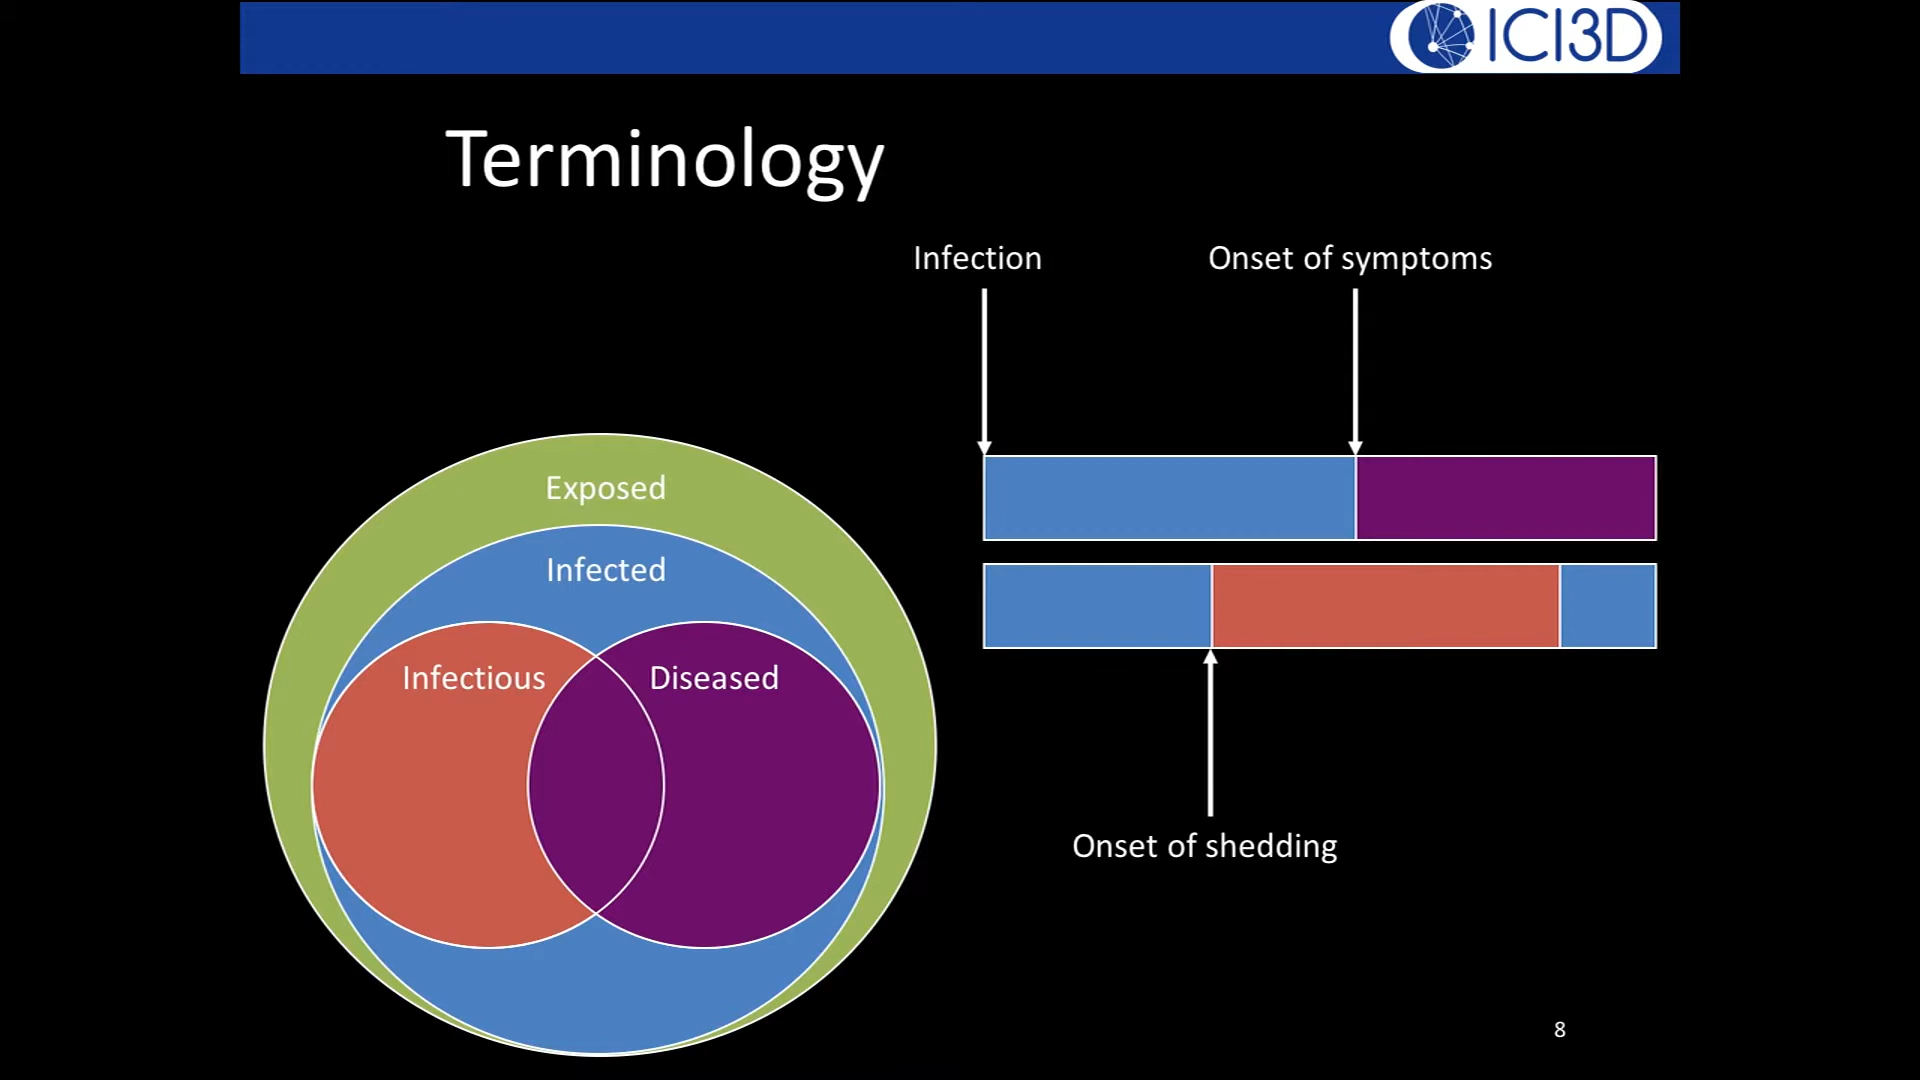 ICI3D
Terminology
Infection
Onset of symptoms
Exposed
Infected
Infectious
Diseased
Onset of shedding
8